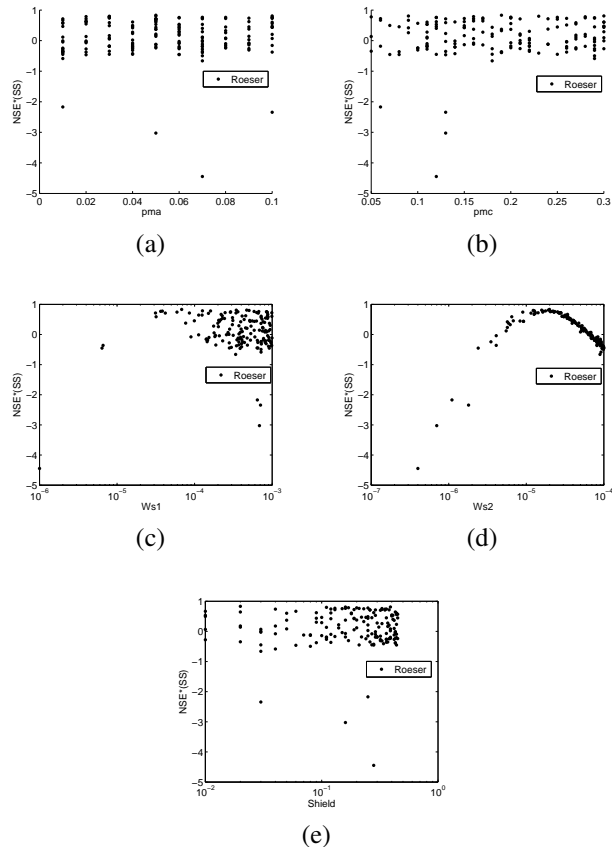 1
0
−1
−2
−3
−4
−5
NSE*(SS)
Roeser
0 0.02 0.04 0.06 0.08 0.1
pma
(a)
1
0
−1
−2
−3
−4
−5
NSE*(SS)
Roeser
0.05 0.1 0.15 0.2 0.25 0.3
pmc
(b)
1
0
−1
−2
−3
−4
−5
NSE*(SS)
Roeser
10⁻⁶ 10⁻⁵ 10⁻⁴ 10⁻³
Ws1
(c)
1
0
−1
−2
−3
−4
−5
NSE*(SS)
Roeser
10⁻⁷ 10⁻⁶ 10⁻⁵ 10⁻⁴
Ws2
(d)
1
0
−1
−2
−3
−4
−5
NSE*(SS)
Roeser
10⁻² 10⁻¹ 10⁰
Shield
(e)